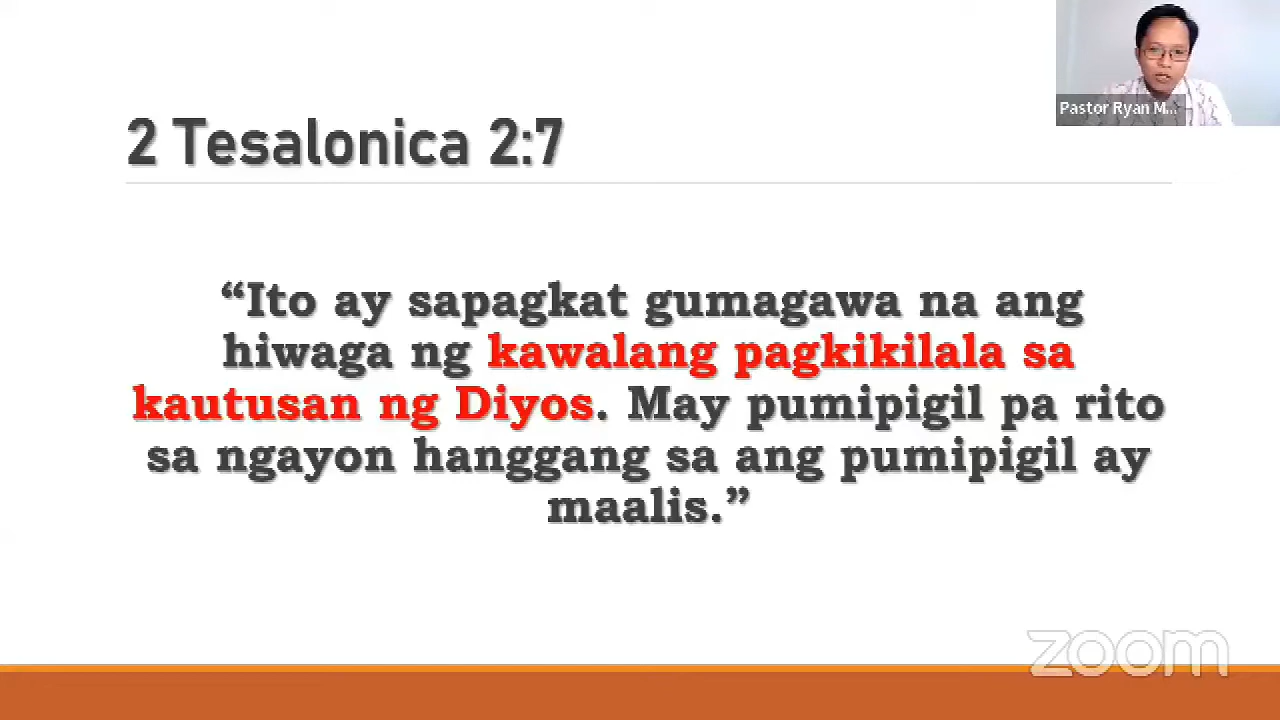 Pastor Ryan M...
2 Tesalonica 2:7
“Ito ay sapagkat gumagawa na ang
hiwaga ng kawalang pagkikilala sa
kautusan ng Diyos. May pumipigil pa rito
sa ngayon hanggang sa ang pumipigil ay
maalis.”
zoom